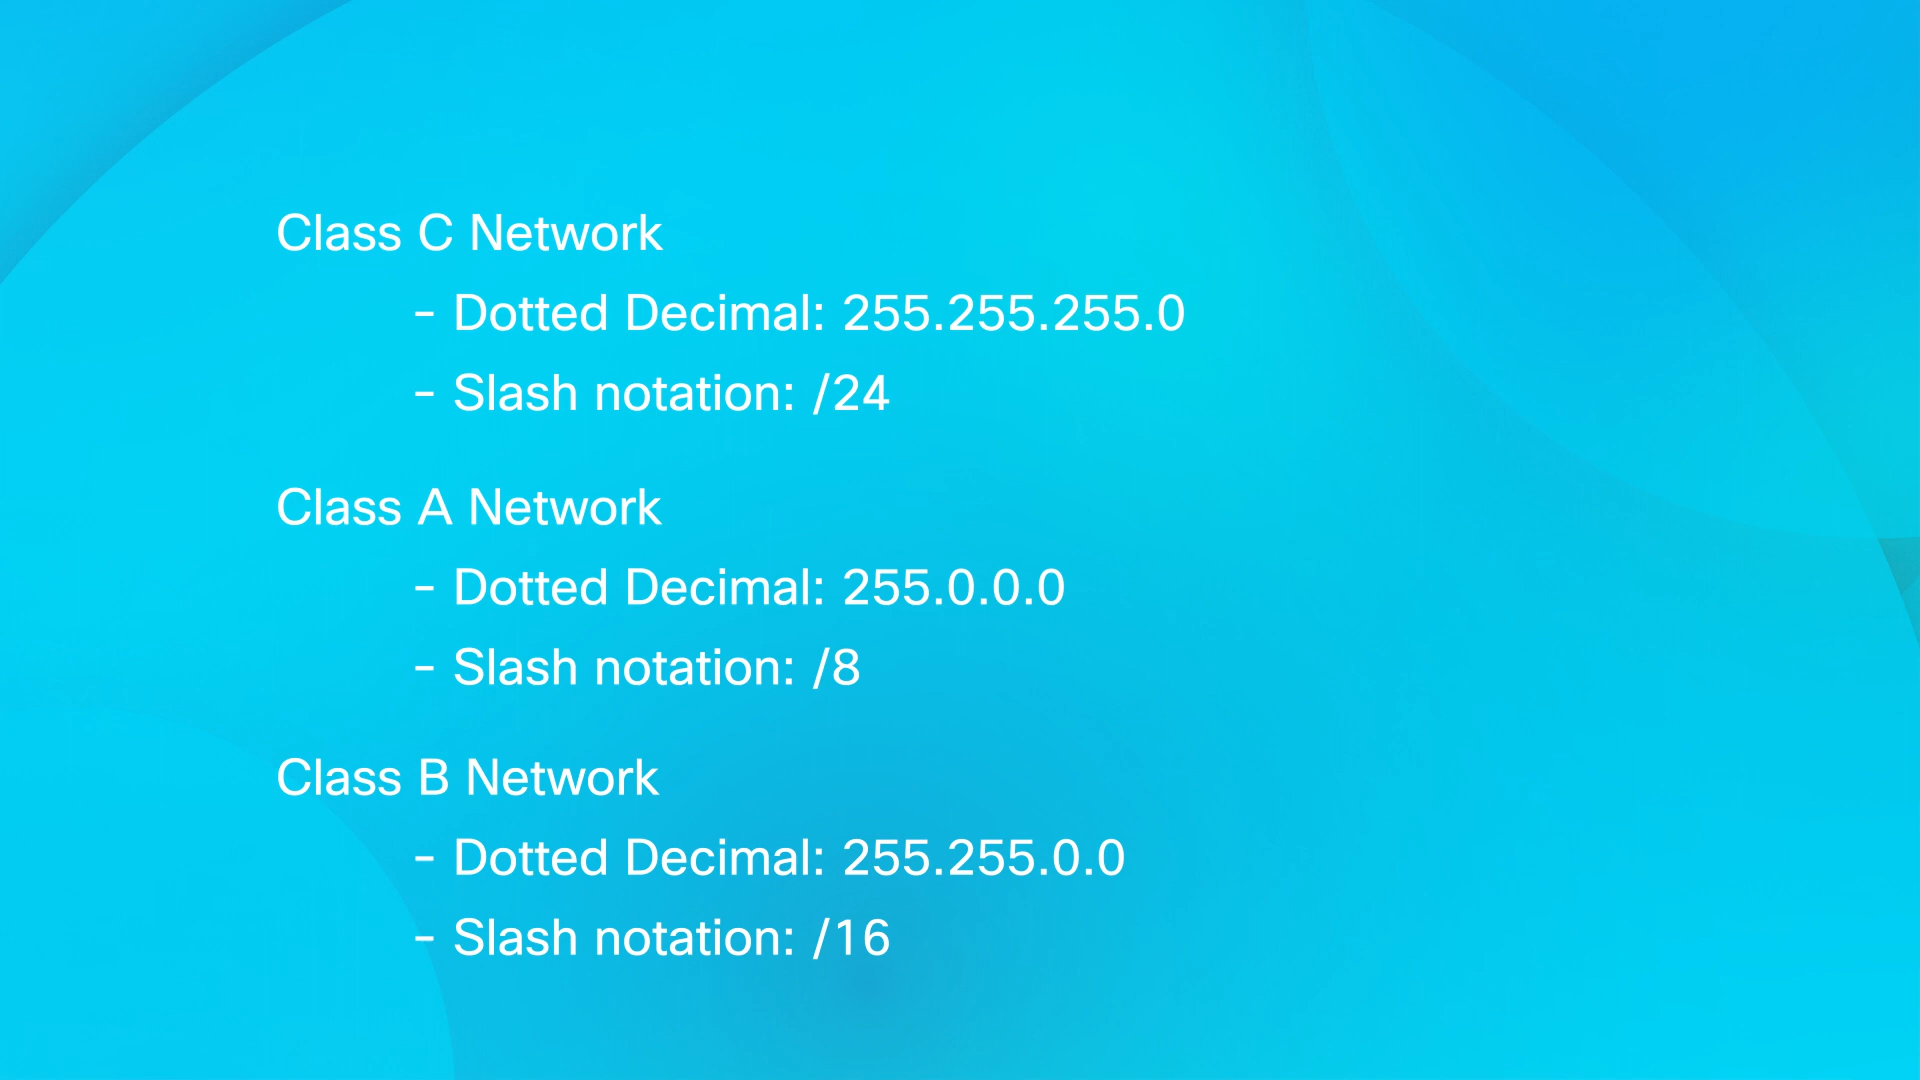 Class C Network
- Dotted Decimal: 255.255.255.0
- Slash notation: /24
Class A Network
- Dotted Decimal: 255.0.0.0
- Slash notation: /8
Class B Network
- Dotted Decimal: 255.255.0.0
- Slash notation: /16